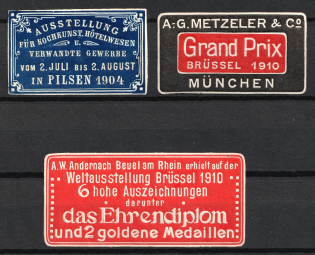 AUSSTELLUNG
FÜR KOCHKUNST, HÔTELWESEN
U.
VERWANDTE GEWERBE
VOM 2. JULI BIS 2. AUGUST
IN PILSEN 1904
A.-G. METZELER & Co
Grand Prix
BRÜSSEL 1910
MÜNCHEN
A.W. Andernach Beuel am Rhein erhielt auf der
Weltausstellung Brüssel 1910
6 hohe Auszeichnungen
darunter
das Ehrendiplom
und 2 goldene Medaillen.